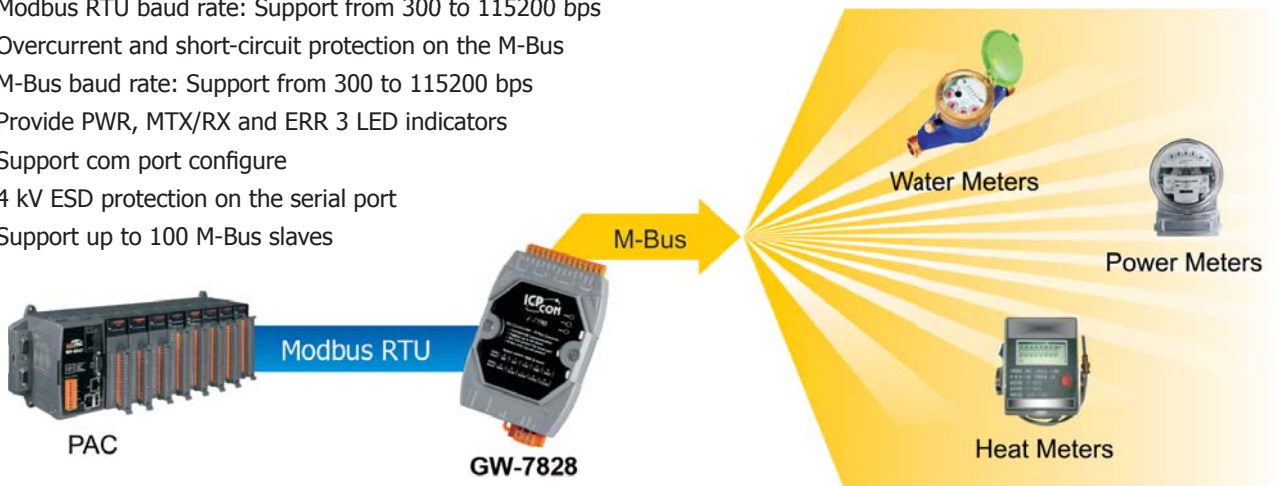 Modbus RTU baud rate: Support from 300 to 115200 bps
Overcurrent and short-circuit protection on the M-Bus
M-Bus baud rate: Support from 300 to 115200 bps
Provide PWR, MTX/RX and ERR 3 LED indicators
Support com port configure
4 kV ESD protection on the serial port
Support up to 100 M-Bus slaves
Water Meters
M-Bus
Power Meters
ICP
CON
Modbus RTU
PAC
GW-7828
Heat Meters